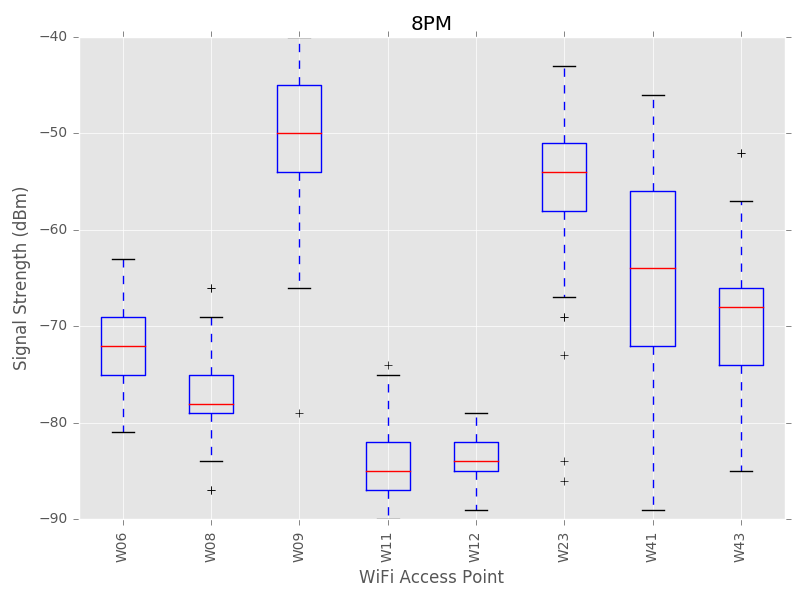 8PM
Signal Strength (dBm)
−40
−50
−60
−70
−80
−90
W06
W08
W09
W11
W12
W23
W41
W43
WiFi Access Point